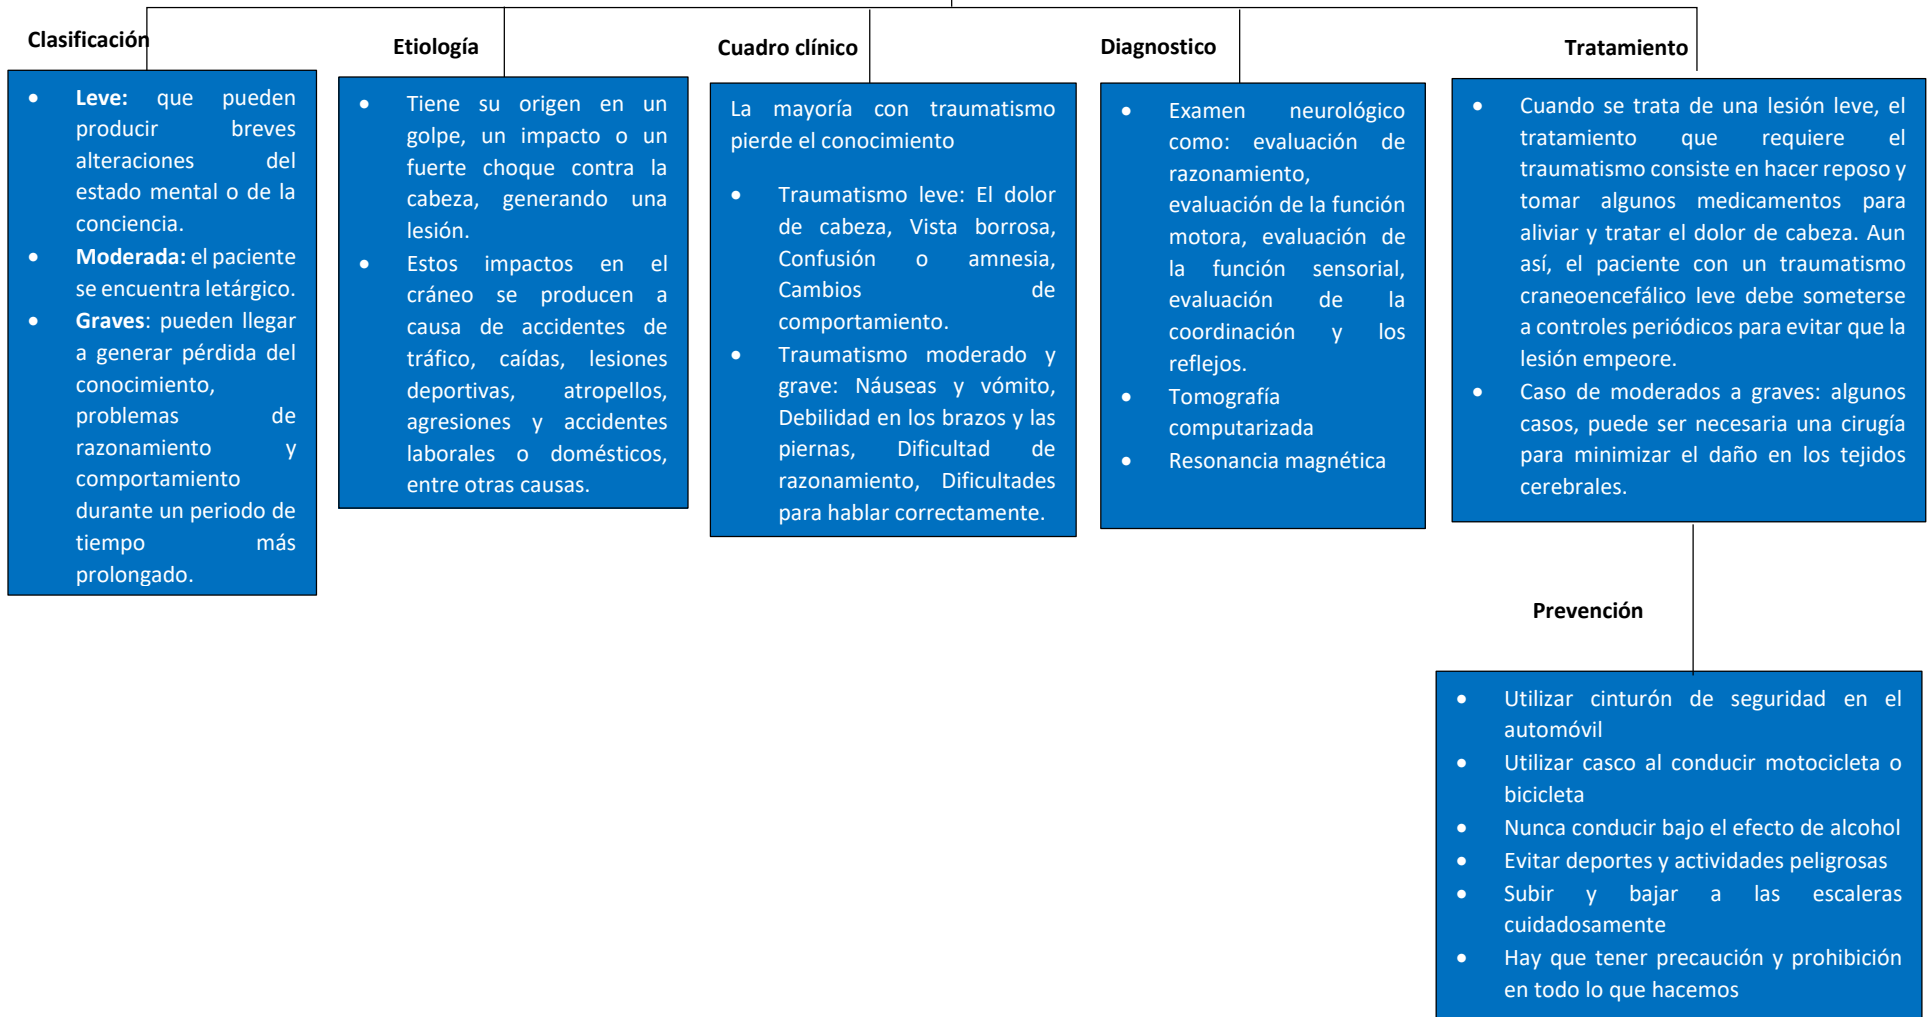 Clasificación
• Leve: que pueden
producir breves
alteraciones del
estado mental o de la
conciencia.
• Moderada: el paciente
se encuentra letárgico.
• Graves: pueden llegar
a generar pérdida del
conocimiento,
problemas de
razonamiento y
comportamiento
durante un periodo de
tiempo más
prolongado.
Etiología
• Tiene su origen en un
golpe, un impacto o un
fuerte choque contra la
cabeza, generando una
lesión.
• Estos impactos en el
cráneo se producen a
causa de accidentes de
tráfico, caídas, lesiones
deportivas, atropellos,
agresiones y accidentes
laborales o domésticos,
entre otras causas.
Cuadro clínico
La mayoría con traumatismo
pierde el conocimiento
• Traumatismo leve: El dolor
de cabeza, Vista borrosa,
Confusión o amnesia,
Cambios de
comportamiento.
• Traumatismo moderado y
grave: Náuseas y vómito,
Debilidad en los brazos y las
piernas, Dificultad de
razonamiento, Dificultades
para hablar correctamente.
Diagnostico
• Examen neurológico
como: evaluación de
razonamiento,
evaluación de la función
motora, evaluación de
la función sensorial,
evaluación de la
coordinación y los
reflejos.
• Tomografía
computarizada
• Resonancia magnética
Tratamiento
• Cuando se trata de una lesión leve, el
tratamiento que requiere el
traumatismo consiste en hacer reposo y
tomar algunos medicamentos para
aliviar y tratar el dolor de cabeza. Aun
así, el paciente con un traumatismo
craneoencefálico leve debe someterse
a controles periódicos para evitar que la
lesión empeore.
• Caso de moderados a graves: algunos
casos, puede ser necesaria una cirugía
para minimizar el daño en los tejidos
cerebrales.
Prevención
• Utilizar cinturón de seguridad en el
automóvil
• Utilizar casco al conducir motocicleta o
bicicleta
• Nunca conducir bajo el efecto de alcohol
• Evitar deportes y actividades peligrosas
• Subir y bajar a las escaleras
cuidadosamente
• Hay que tener precaución y prohibición
en todo lo que hacemos